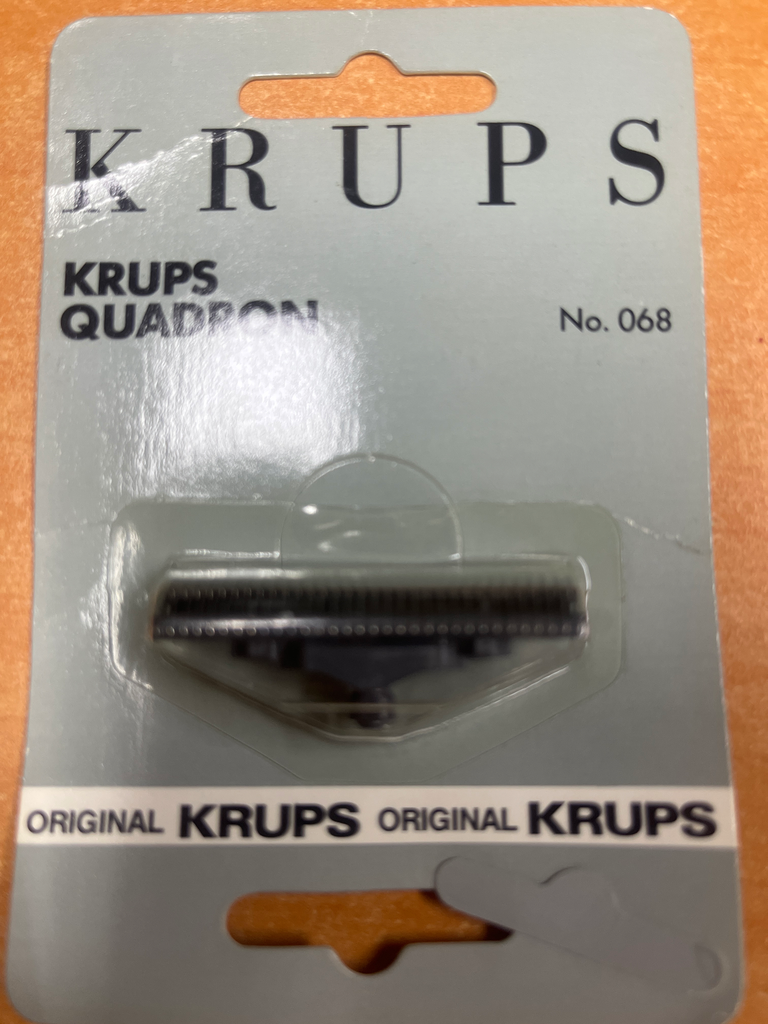 KRUPS
KRUPS
QUADRON
No. 068
ORIGINAL KRUPS ORIGINAL KRUPS